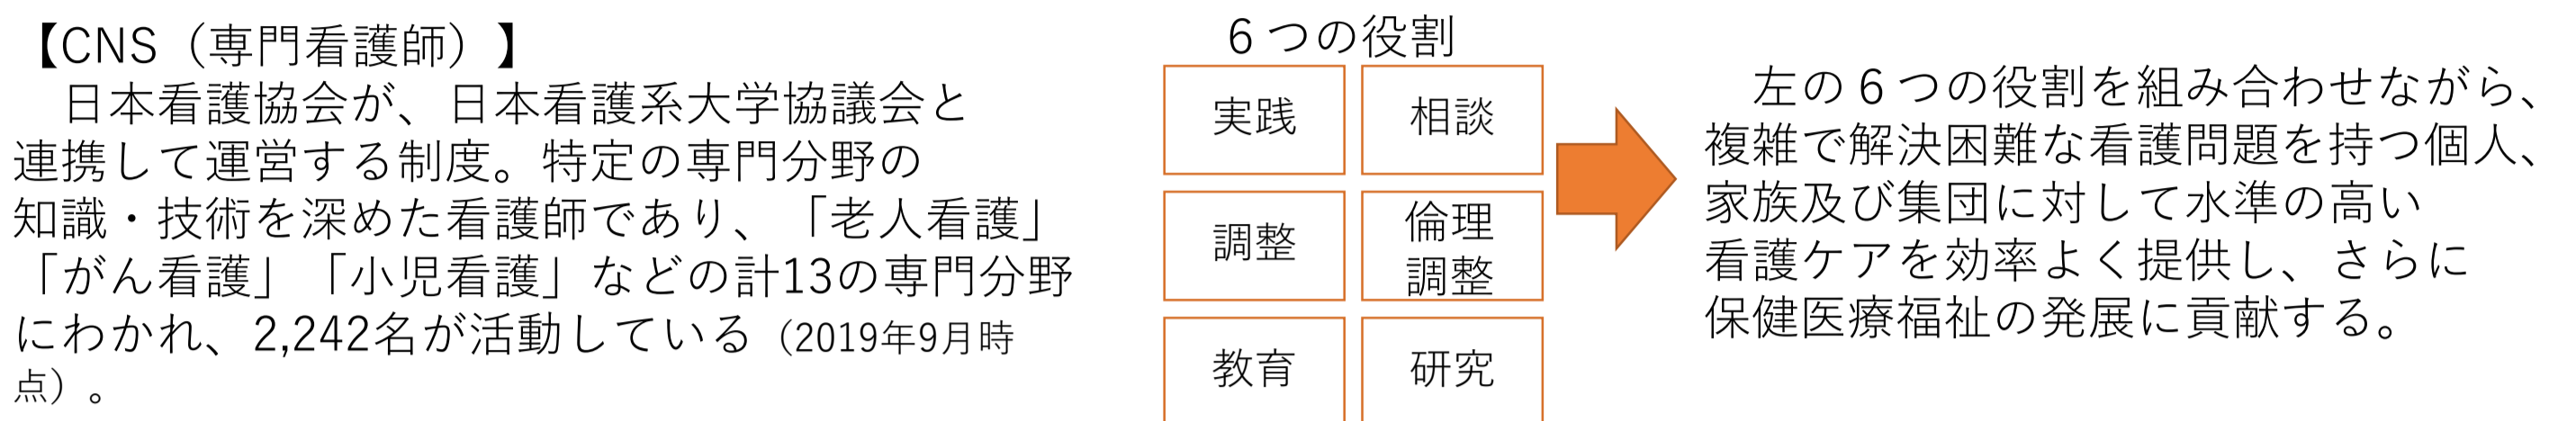 【CNS（専門看護師）】
　日本看護協会が、日本看護系大学協議会と
連携して運営する制度。特定の専門分野の
知識・技術を深めた看護師であり、「老人看護」
「がん看護」「小児看護」などの計13の専門分野
にわかれ、2,242名が活動している（2019年9月時
点）。
６つの役割
実践
相談
調整
倫理
調整
教育
研究
　左の６つの役割を組み合わせながら、
複雑で解決困難な看護問題を持つ個人、
家族及び集団に対して水準の高い
看護ケアを効率よく提供し、さらに
保健医療福祉の発展に貢献する。